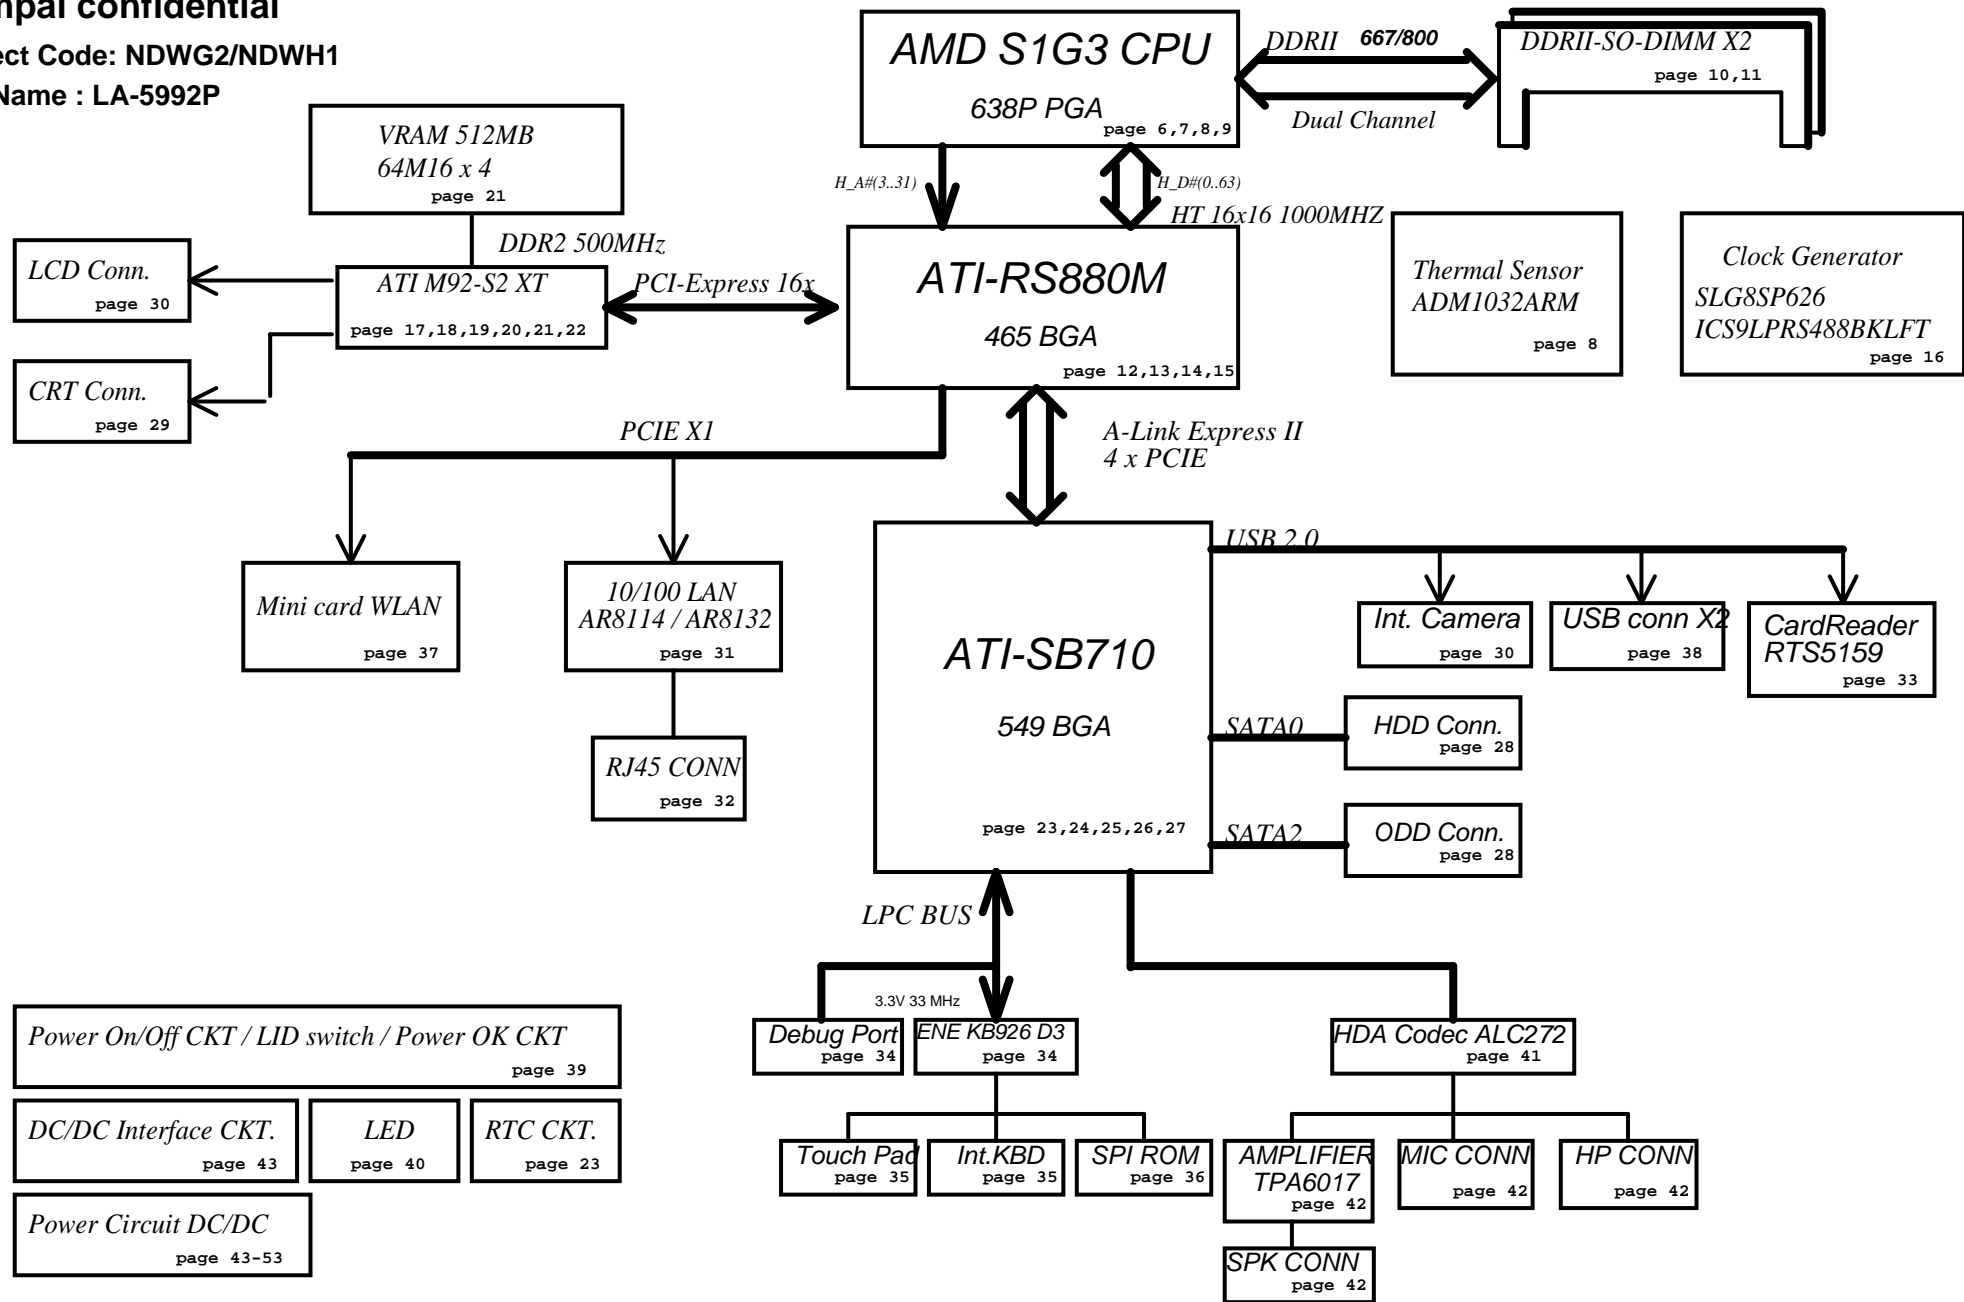 mpal confidential
ect Code: NDWG2/NDWH1
Name : LA-5992P
AMD S1G3 CPU
638P PGA
page 6,7,8,9
DDRII 667/800
Dual Channel
DDRII-SO-DIMM X2
page 10,11
VRAM 512MB
64M16 x 4
page 21
H_A#(3..31)
H_D#(0..63)
HT 16x16 1000MHZ
DDR2 500MHz
LCD Conn.
page 30
ATI M92-S2 XT
page 17,18,19,20,21,22
PCI-Express 16x
ATI-RS880M
465 BGA
page 12,13,14,15
Thermal Sensor
ADM1032ARM
page 8
Clock Generator
SLG8SP626
ICS9LPRS488BKLFT
page 16
CRT Conn.
page 29
PCIE X1
A-Link Express II
4 x PCIE
Mini card WLAN
page 37
10/100 LAN
AR8114 / AR8132
page 31
RJ45 CONN
page 32
ATI-SB710
549 BGA
page 23,24,25,26,27
USB 2.0
Int. Camera
page 30
USB conn X2
page 38
CardReader
RTS5159
page 33
SATA0
HDD Conn.
page 28
SATA2
ODD Conn.
page 28
LPC BUS
3.3V 33 MHz
Debug Port
page 34
ENE KB926 D3
page 34
HDA Codec ALC272
page 41
Touch Pad
page 35
Int.KBD
page 35
SPI ROM
page 36
AMPLIFIER
TPA6017
page 42
MIC CONN
page 42
HP CONN
page 42
SPK CONN
page 42
Power On/Off CKT / LID switch / Power OK CKT
page 39
DC/DC Interface CKT.
page 43
LED
page 40
RTC CKT.
page 23
Power Circuit DC/DC
page 43-53